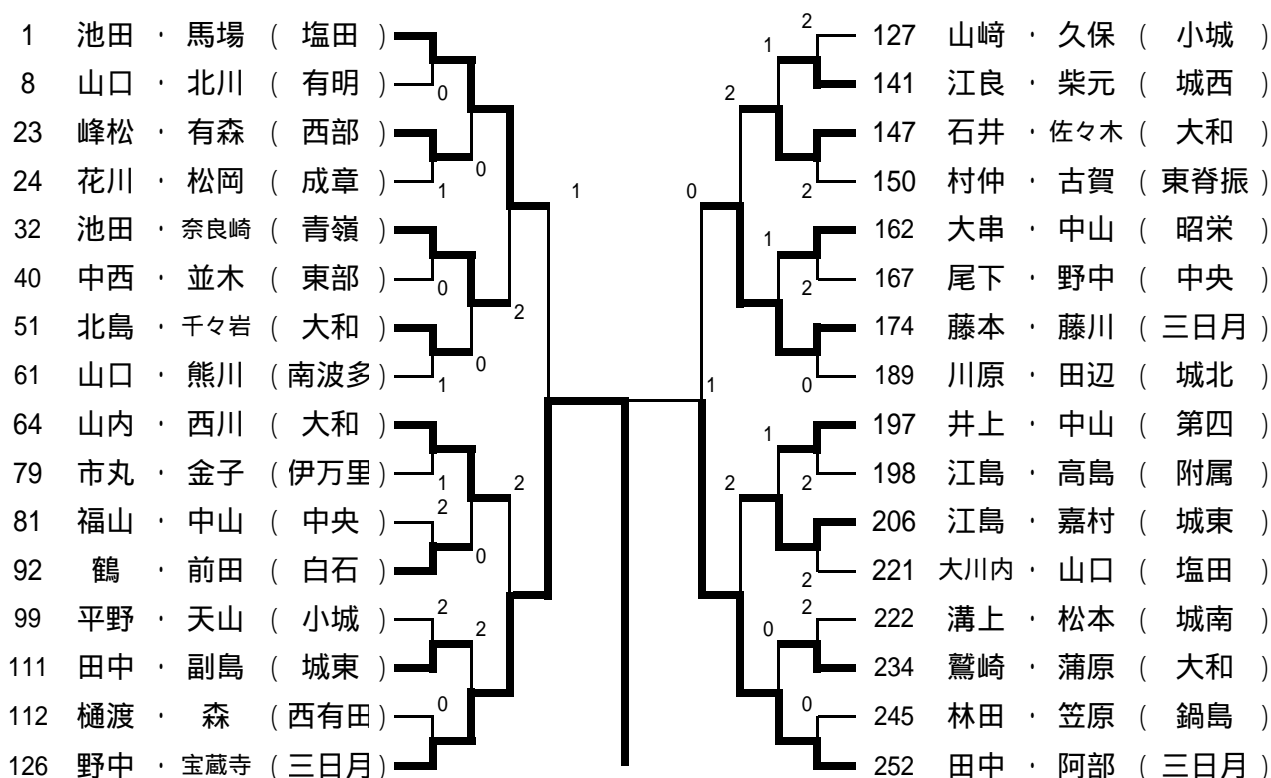 1 池田 ・ 馬場 ( 塩田 )
8 山口 ・ 北川 ( 有明 )
0
23 峰松 ・ 有森 ( 西部 )
0
24 花川 ・ 松岡 ( 成章 )
1
1
32 池田 ・ 奈良崎 ( 青嶺 )
40 中西 ・ 並木 ( 東部 )
0
2
51 北島 ・ 千々岩 ( 大和 )
0
61 山口 ・ 熊川 ( 南波多
1
64 山内 ・ 西川 ( 大和 )
79 市丸 ・ 金子 ( 伊万里
1
2
2
81 福山 ・ 中山 ( 中央 )
0
92 鶴 ・ 前田 ( 白石 )
2
99 平野 ・ 天山 ( 小城 )
2
111 田中 ・ 副島 ( 城東 )
0
112 樋渡 ・ 森 ( 西有田
126 野中 ・ 宝蔵寺 ( 三日月 )
2
127 山﨑 ・ 久保 ( 小城 )
1
141 江良 ・ 柴元 ( 城西 )
2
147 石井 ・ 佐々木 ( 大和 )
150 村仲 ・ 古賀 ( 東脊振 )
2
0
162 大串 ・ 中山 ( 昭栄 )
1
167 尾下 ・ 野中 ( 中央 )
2
174 藤本 ・ 藤川 ( 三日月 )
189 川原 ・ 田辺 ( 城北 )
0
1
197 井上 ・ 中山 ( 第四 )
1
198 江島 ・ 高島 ( 附属 )
2
2
206 江島 ・ 嘉村 ( 城東 )
221 大川内 ・ 山口 ( 塩田 )
2
2
222 溝上 ・ 松本 ( 城南 )
0
234 鷲崎 ・ 蒲原 ( 大和 )
0
245 林田 ・ 笠原 ( 鍋島 )
252 田中 ・ 阿部 ( 三日月 )